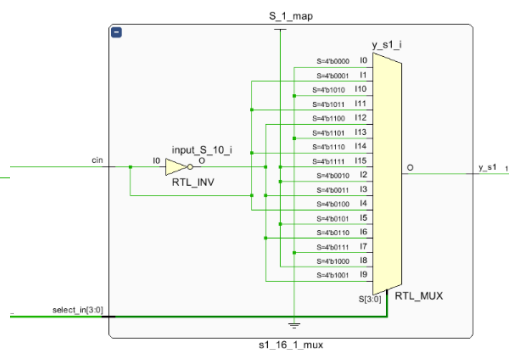 S_1_map
y_s1_i
S=4'b0000 I0
S=4'b0001 I1
S=4'b1010 I10
S=4'b1011 I11
S=4'b1100 I12
S=4'b1101 I13
S=4'b1110 I14
S=4'b1111 I15
S=4'b0010 I2
S=4'b0011 I3
S=4'b0100 I4
S=4'b0101 I5
S=4'b0110 I6
S=4'b0111 I7
S=4'b1000 I8
S=4'b1001 I9
input_S_10_i
cin
I0 O
RTL_INV
O
y_s1 1
S[3:0]
RTL_MUX
select_in[3:0]
s1_16_1_mux